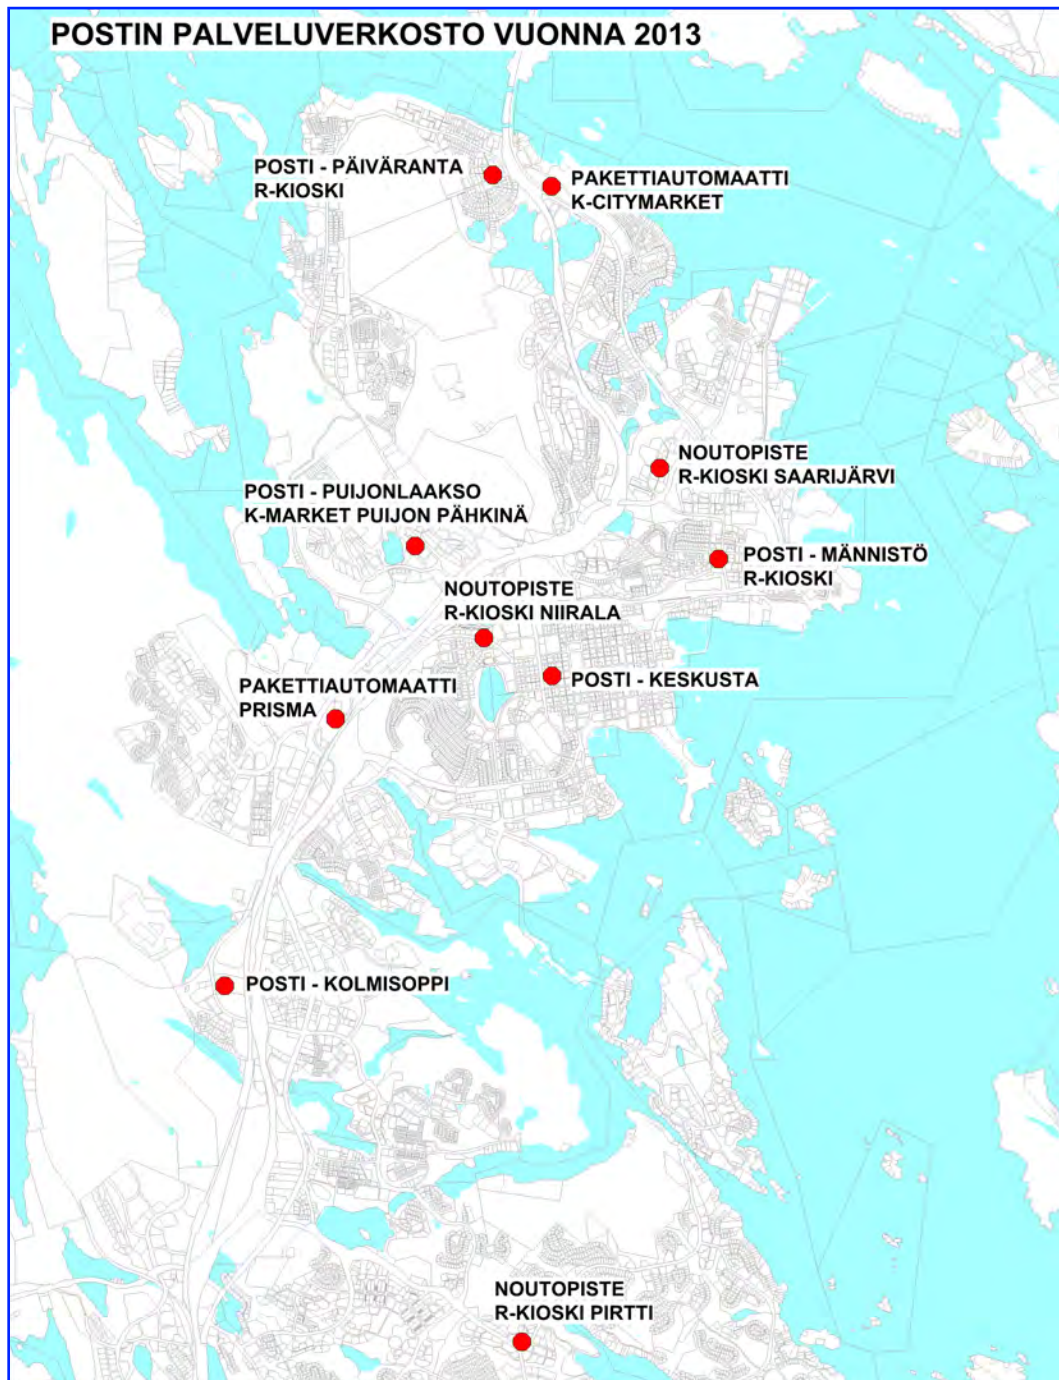 POSTIN PALVELUVERKOSTO VUONNA 2013
POSTI - PÄIVÄRANTA
R-KIOSKI
PAKETTIAUTOMAATTI
K-CITYMARKET
NOUTOPISTE
R-KIOSKI SAARIJÄRVI
POSTI - PUIJONLAAKSO
K-MARKET PUIJON PÄHKINÄ
POSTI - MÄNNISTÖ
R-KIOSKI
NOUTOPISTE
R-KIOSKI NIIRALA
POSTI - KESKUSTA
PAKETTIAUTOMAATTI
PRISMA
POSTI - KOLMISOPPI
NOUTOPISTE
R-KIOSKI PIRTTI